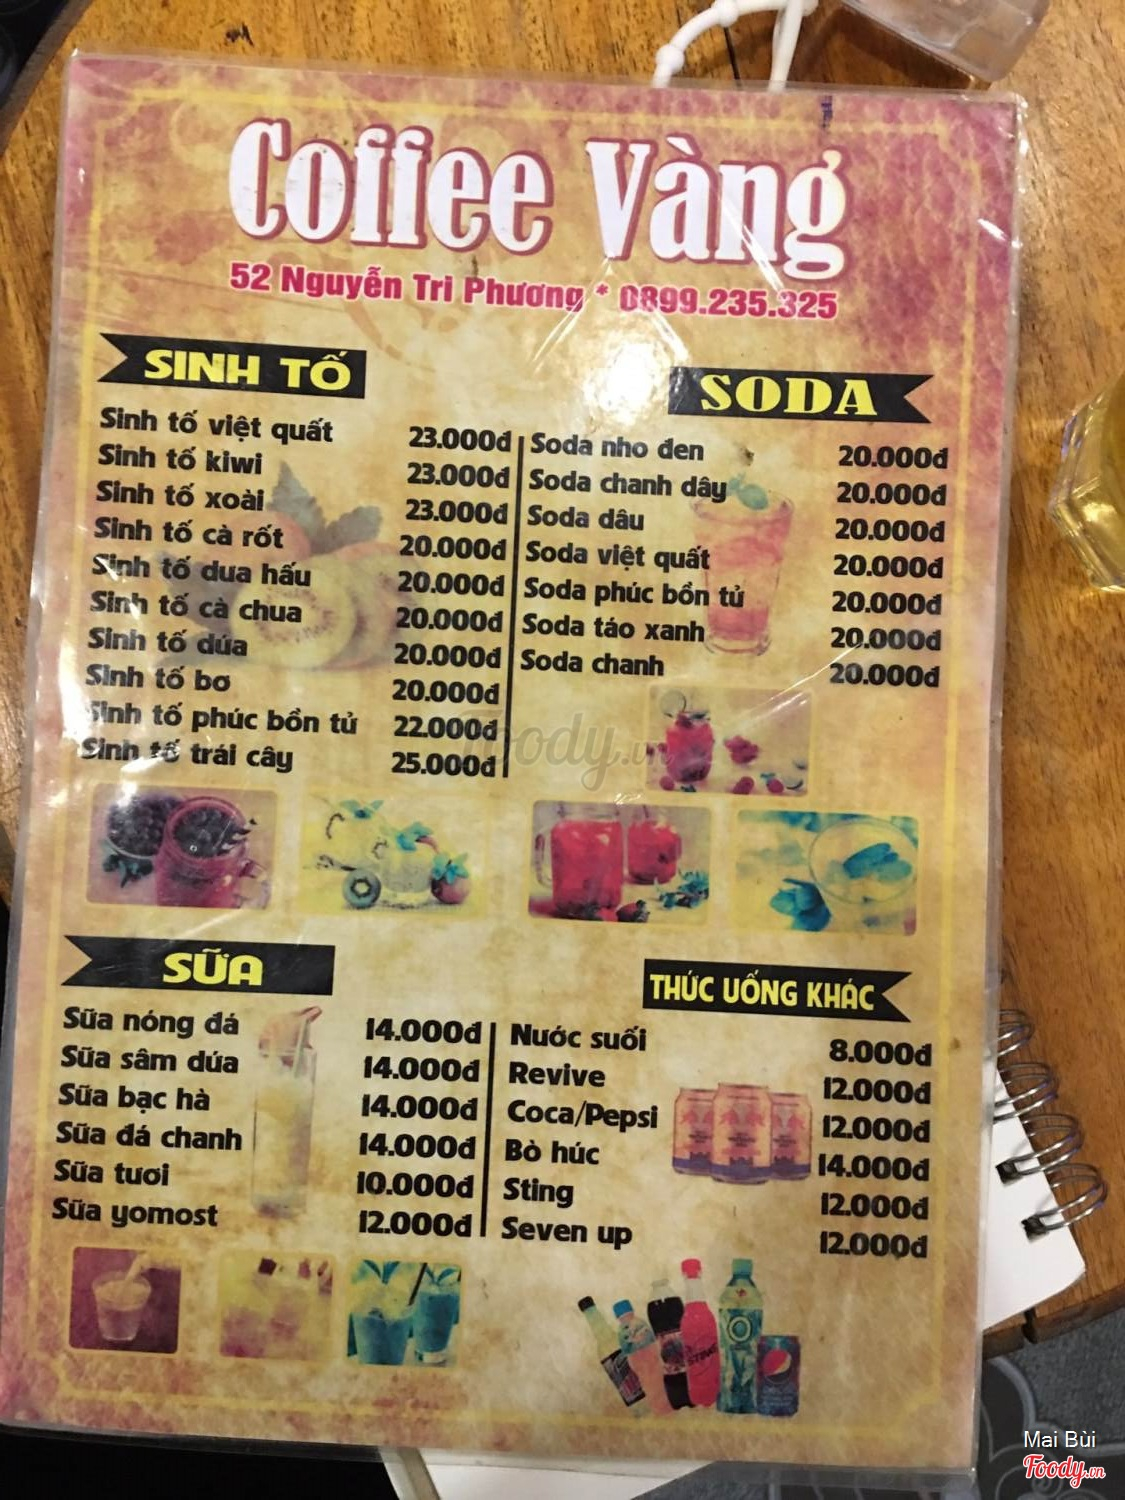 Coffee Vàng
52 Nguyễn Tri Phương * 0899.235.325
SINH TỐ
Sinh tố việt quất 23.000đ
Sinh tố kiwi 23.000đ
Sinh tố xoài 23.000đ
Sinh tố cà rốt 20.000đ
Sinh tố dưa hấu 20.000đ
Sinh tố cà chua 20.000đ
Sinh tố dứa 20.000đ
Sinh tố bơ 20.000đ
Sinh tố phúc bồn tử 22.000đ
Sinh tố trái cây 25.000đ
SODA
Soda nho đen 20.000đ
Soda chanh dây 20.000đ
Soda dâu 20.000đ
Soda việt quất 20.000đ
Soda phúc bồn tử 20.000đ
Soda táo xanh 20.000đ
Soda chanh 20.000đ
Foody.vn
SỮA
Sữa nóng đá 14.000đ
Sữa sâm dứa 14.000đ
Sữa bạc hà 14.000đ
Sữa đá chanh 14.000đ
Sữa tươi 10.000đ
Sữa yomost 12.000đ
THỨC UỐNG KHÁC
Nước suối 8.000đ
Revive 12.000đ
Coca/Pepsi 12.000đ
Bò húc 14.000đ
Sting 12.000đ
Seven up 12.000đ
Mai Bùi
Foody.vn